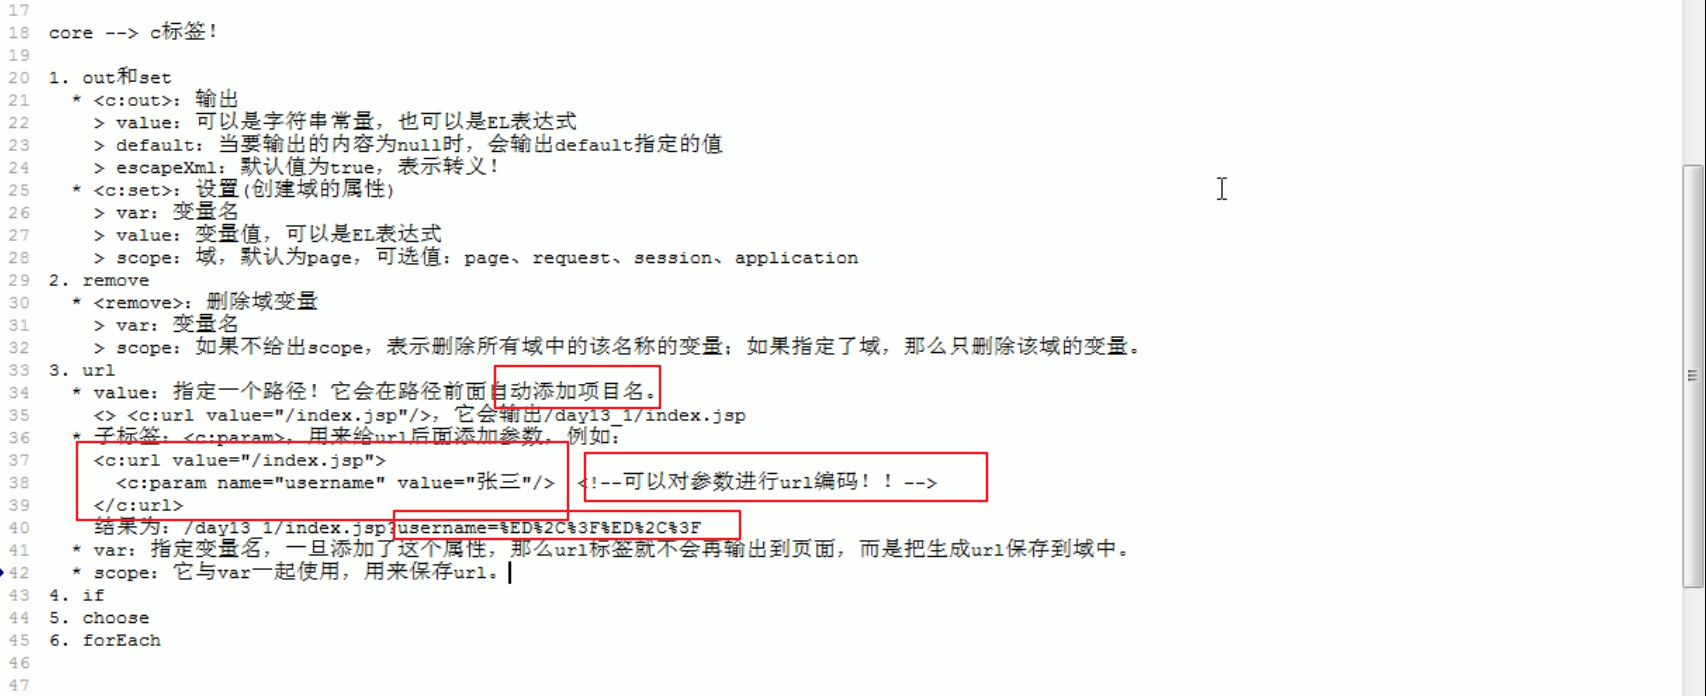 17
18 core --> c标签！
19
20 1. out和set
21 * <c:out>：输出
22 > value：可以是字符串常量，也可以是EL表达式
23 > default：当要输出的内容为null时，会输出default指定的值
24 > escapeXml：默认值为true，表示转义！
25 * <c:set>：设置(创建域的属性)
26 > var：变量名
27 > value：变量值，可以是EL表达式
28 > scope：域，默认为page，可选值：page、request、session、application
29 2. remove
30 * <remove>：删除域变量
31 > var：变量名
32 > scope：如果不给出scope，表示删除所有域中的该名称的变量；如果指定了域，那么只删除该域的变量。
33 3. url
34 * value：指定一个路径！它会在路径前面自动添加项目名。
35 <> <c:url value="/index.jsp"/>，它会输出/day13_1/index.jsp
36 * 子标签：<c:param>，用来给url后面添加参数，例如：
37 <c:url value="/index.jsp">
38 <c:param name="username" value="张三"/> <!--可以对参数进行url编码！！-->
39 </c:url>
40 结果为：/day13_1/index.jsp?username=%ED%2C%3F%ED%2C%3F
41 * var：指定变量名，一旦添加了这个属性，那么url标签就不会再输出到页面，而是把生成url保存到域中。
42 * scope：它与var一起使用，用来保存url。
43 4. if
44 5. choose
45 6. forEach
46
47